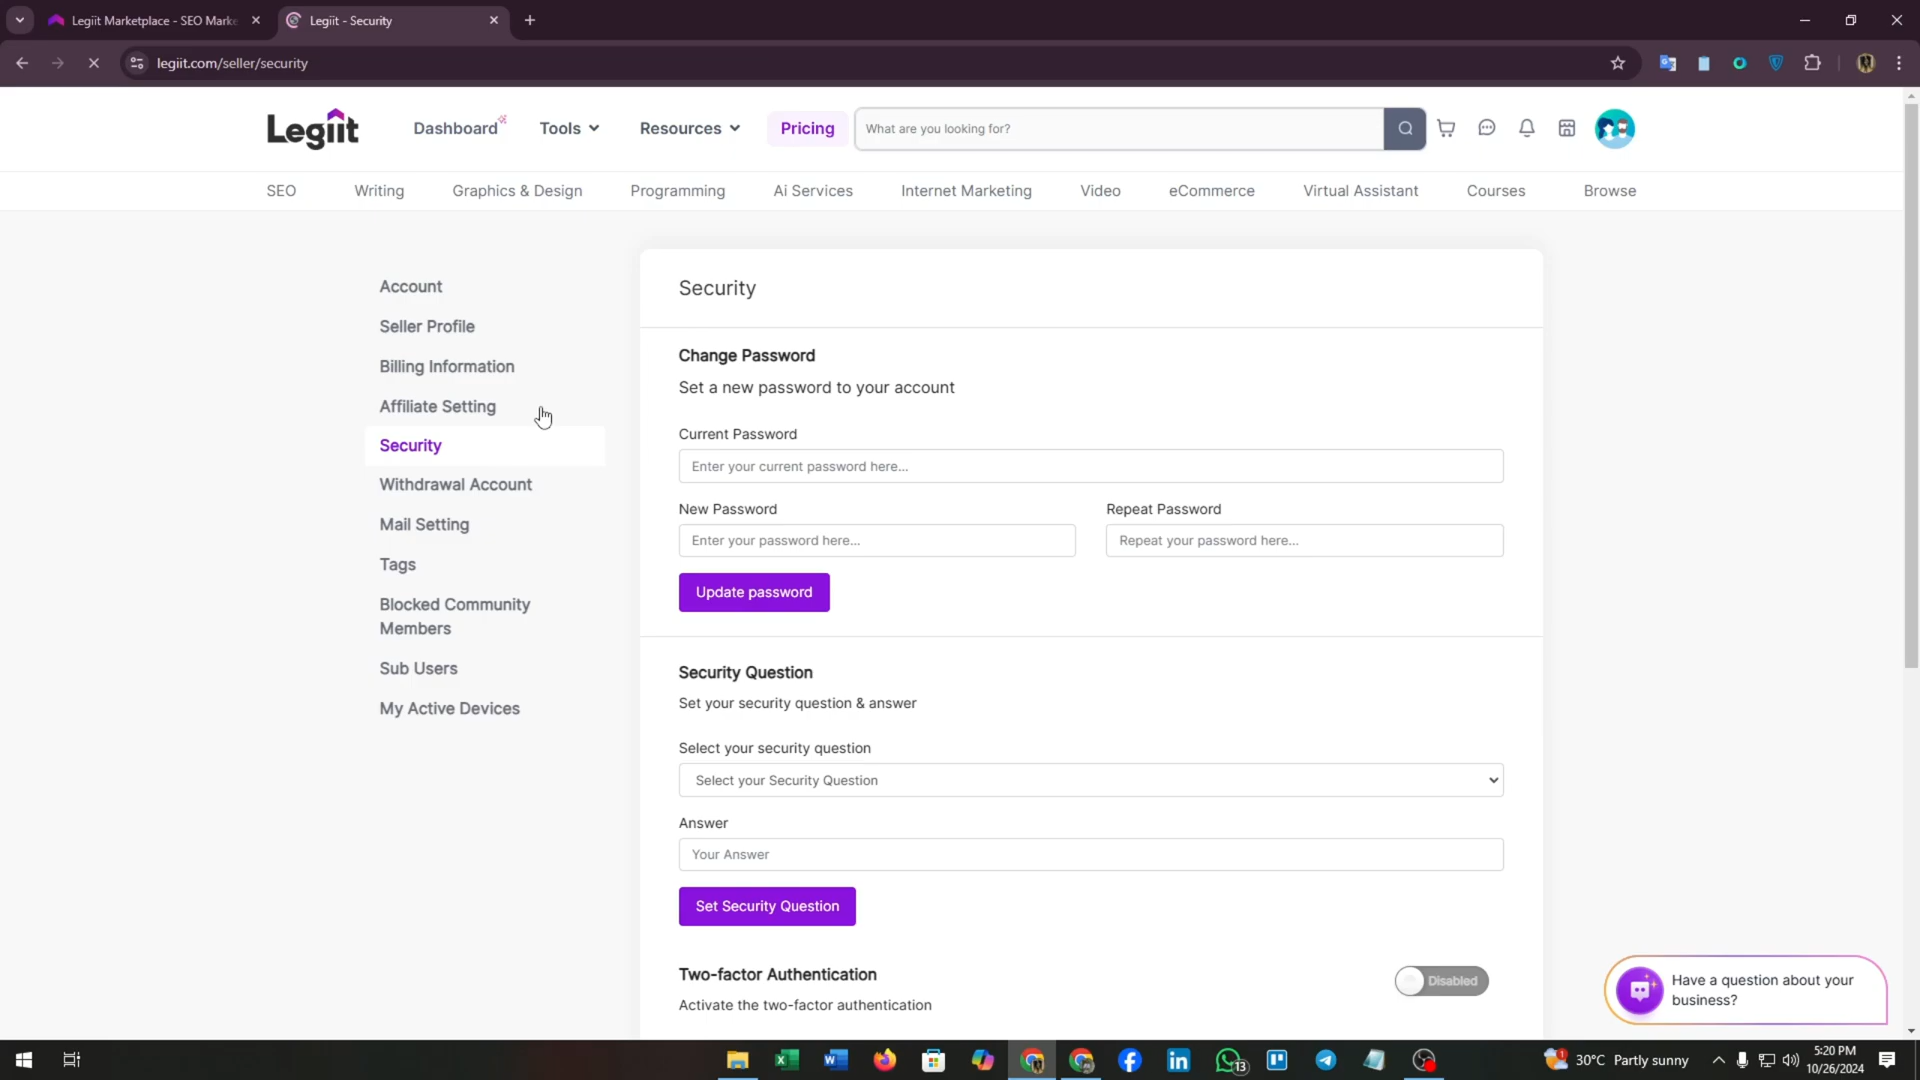 Legiit Marketplace - SEO Marke
Legiit - Security
legiit.com/seller/security
Legiit
Dashboard
Tools
Resources
Pricing
What are you looking for?
SEO
Writing
Graphics & Design
Programming
Ai Services
Internet Marketing
Video
eCommerce
Virtual Assistant
Courses
Browse
Account
Seller Profile
Billing Information
Affiliate Setting
Security
Withdrawal Account
Mail Setting
Tags
Blocked Community
Members
Sub Users
My Active Devices
Security
Change Password
Set a new password to your account
Current Password
Enter your current password here...
New Password
Repeat Password
Enter your password here...
Repeat your password here...
Update password
Security Question
Set your security question & answer
Select your security question
Select your Security Question
Answer
Your Answer
Set Security Question
Two-factor Authentication
Disabled
Activate the two-factor authentication
Have a question about your
business?
13
1
30°C Partly sunny
5:20 PM
10/26/2024